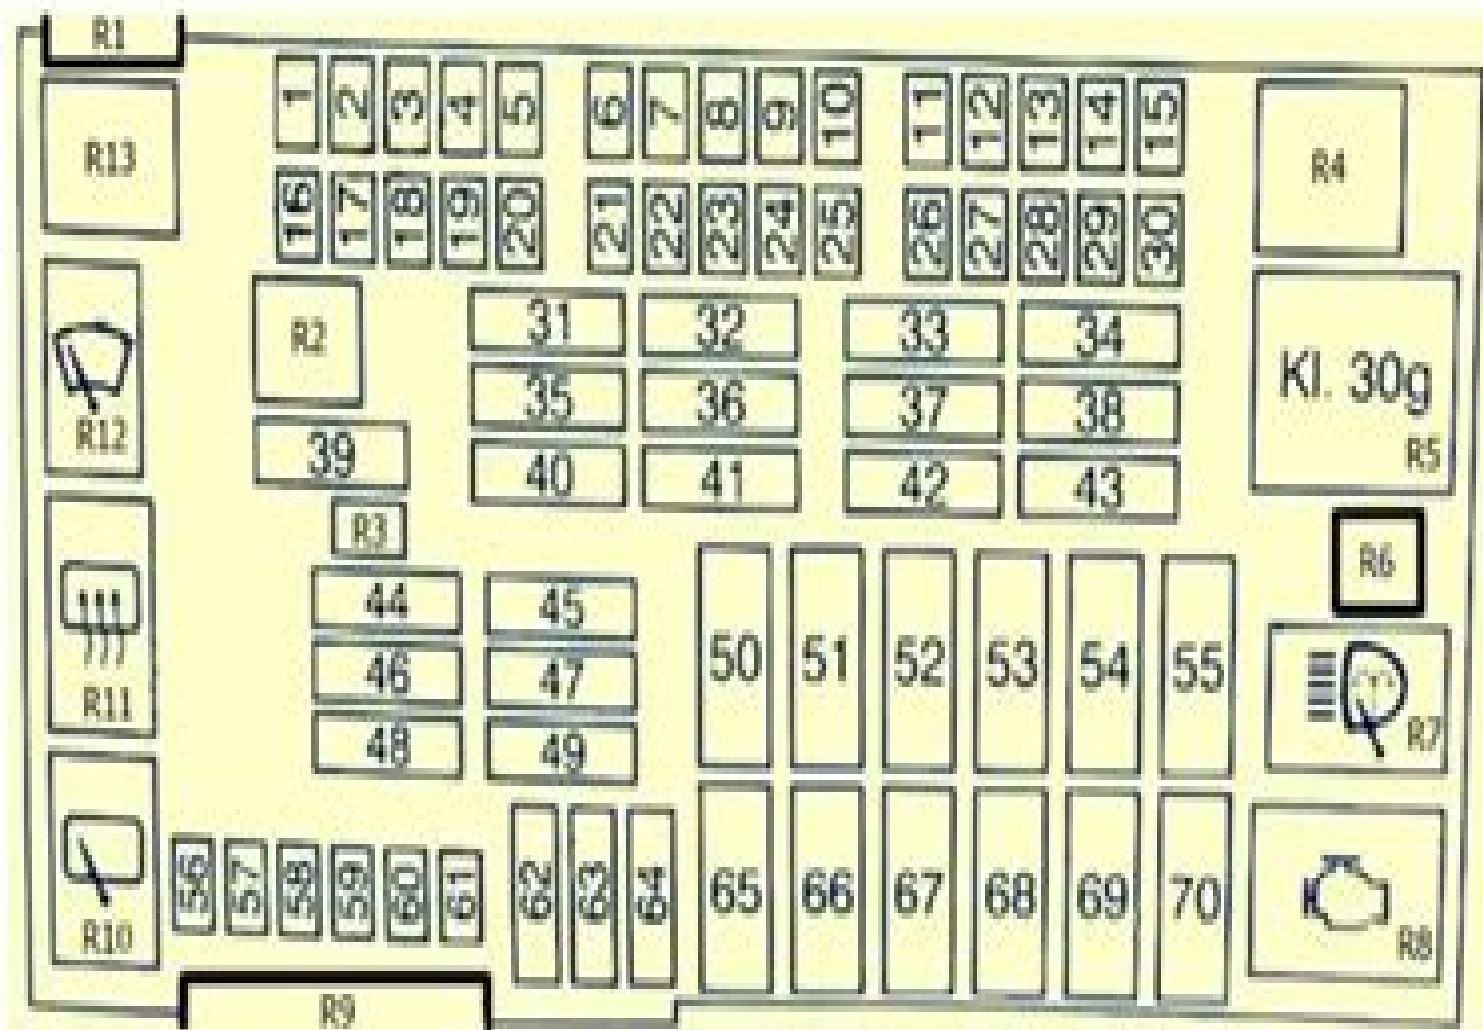 R1
R13
1 2 3 4 5 6 7 8 9 10 11 12 13 14 15
R4
16 17 18 19 20 21 22 23 24 25 26 27 28 29 30
R12
R2
31 32 33 34
35 36 37 38
39 40 41 42 43
Kl. 30g
R5
R3
R6
R11
44 45
46 47
48 49
50 51 52 53 54 55
R7
R10
56 57 58 59 60 61 62 63 64
65 66 67 68 69 70
R8
R9